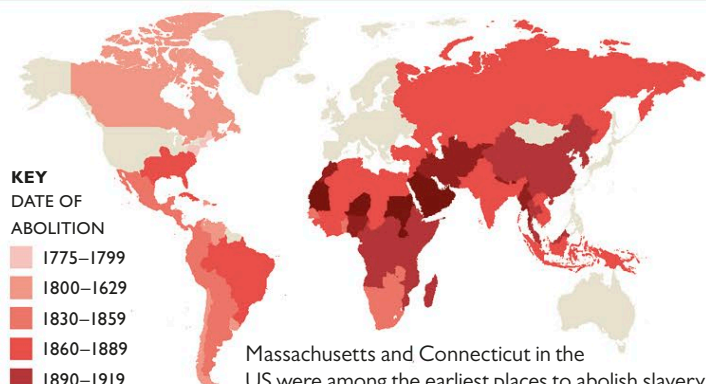 KEY
DATE OF
ABOLITION
1775–1799
1800–1629
1830–1859
1860–1889
1890–1919
Massachusetts and Connecticut in the
US were among the earliest places to abolish slavery